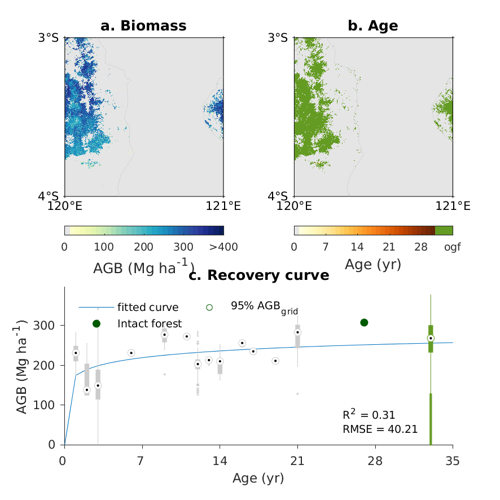 a. Biomass
b. Age
3°S
3°S
4°S
4°S
120°E
121°E
120°E
121°E
0 100 200 300 >400
0 7 14 21 28 ogf
AGB (Mg ha⁻¹)
Age (yr)
c. Recovery curve
fitted curve
95% AGB_grid
Intact forest
300
200
100
0
AGB (Mg ha⁻¹)
R² = 0.31
RMSE = 40.21
0 7 14 21 28 35
Age (yr)